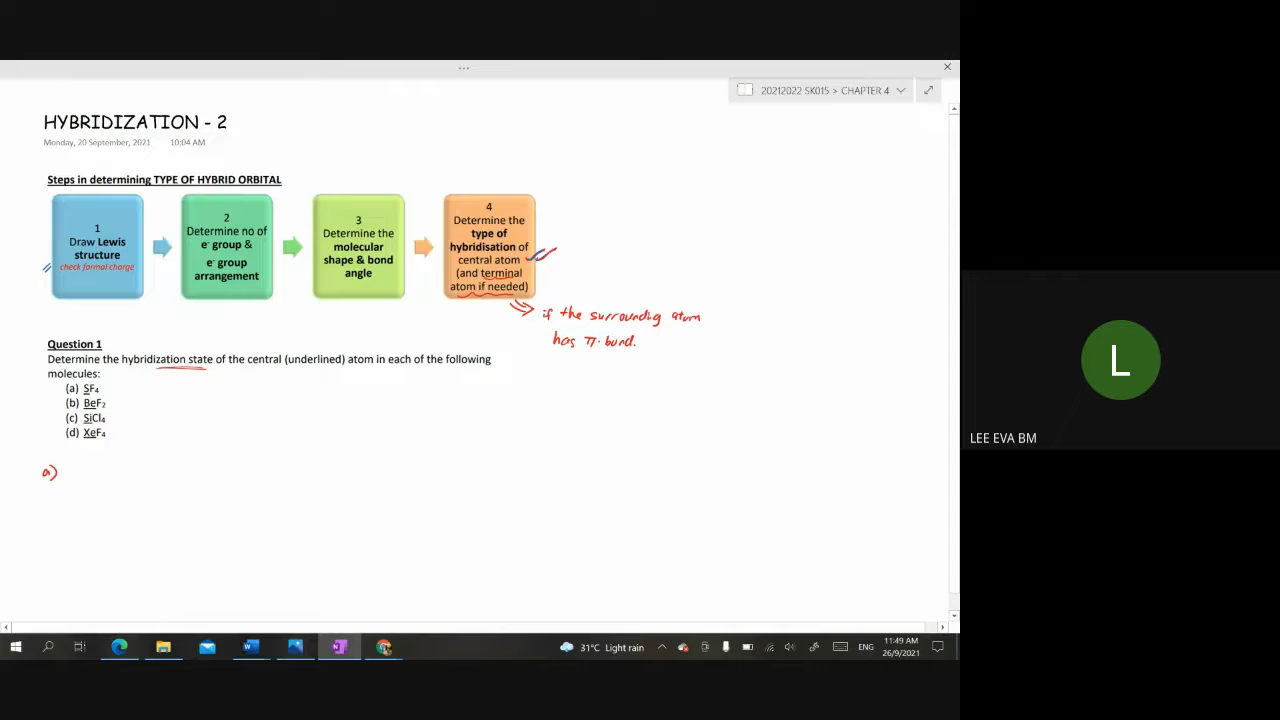 20212022 SK015 > CHAPTER 4
HYBRIDIZATION - 2
Monday, 20 September, 2021 10:04 AM
Steps in determining TYPE OF HYBRID ORBITAL
1
Draw Lewis
structure
check formal charge
2
Determine no of
e- group &
e- group
arrangement
3
Determine the
molecular
shape & bond
angle
4
Determine the
type of
hybridisation of
central atom
(and terminal
atom if needed)
if the surrounding atom
has π-bond.
Question 1
Determine the hybridization state of the central (underlined) atom in each of the following
molecules:
(a) SF4
(b) BeF2
(c) SiCl4
(d) XeF4
a)
L
LEE EVA BM
31°C Light rain
ENG
11:49 AM
26/9/2021